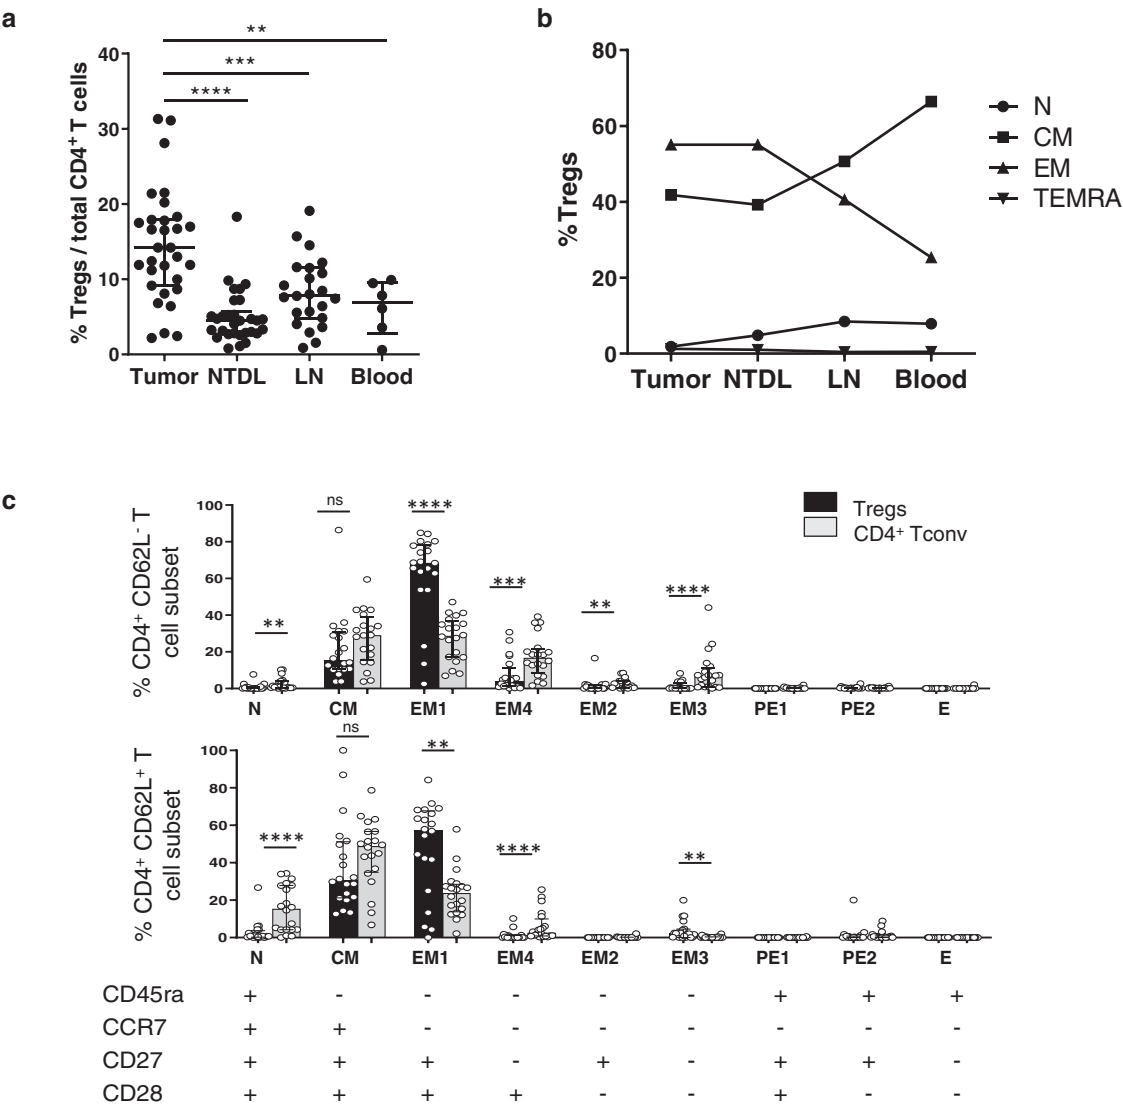 a
% Tregs / total CD4+ T cells
40
30
20
10
0
**
***
****
Tumor NTDL LN Blood
b
% Tregs
80
60
40
20
0
Tumor NTDL LN Blood
N
CM
EM
TEMRA
c
% CD4+ CD62L- T
cell subset
100
80
60
40
20
0
** ns **** *** ** ****
N CM EM1 EM4 EM2 EM3 PE1 PE2 E
Tregs
CD4+ Tconv
% CD4+ CD62L+ T
cell subset
100
80
60
40
20
0
**** ns ** **** **
N CM EM1 EM4 EM2 EM3 PE1 PE2 E
CD45ra + - - - - - + + +
CCR7 + + - - - - - - -
CD27 + + + - + - + + -
CD28 + + + + - - + - -